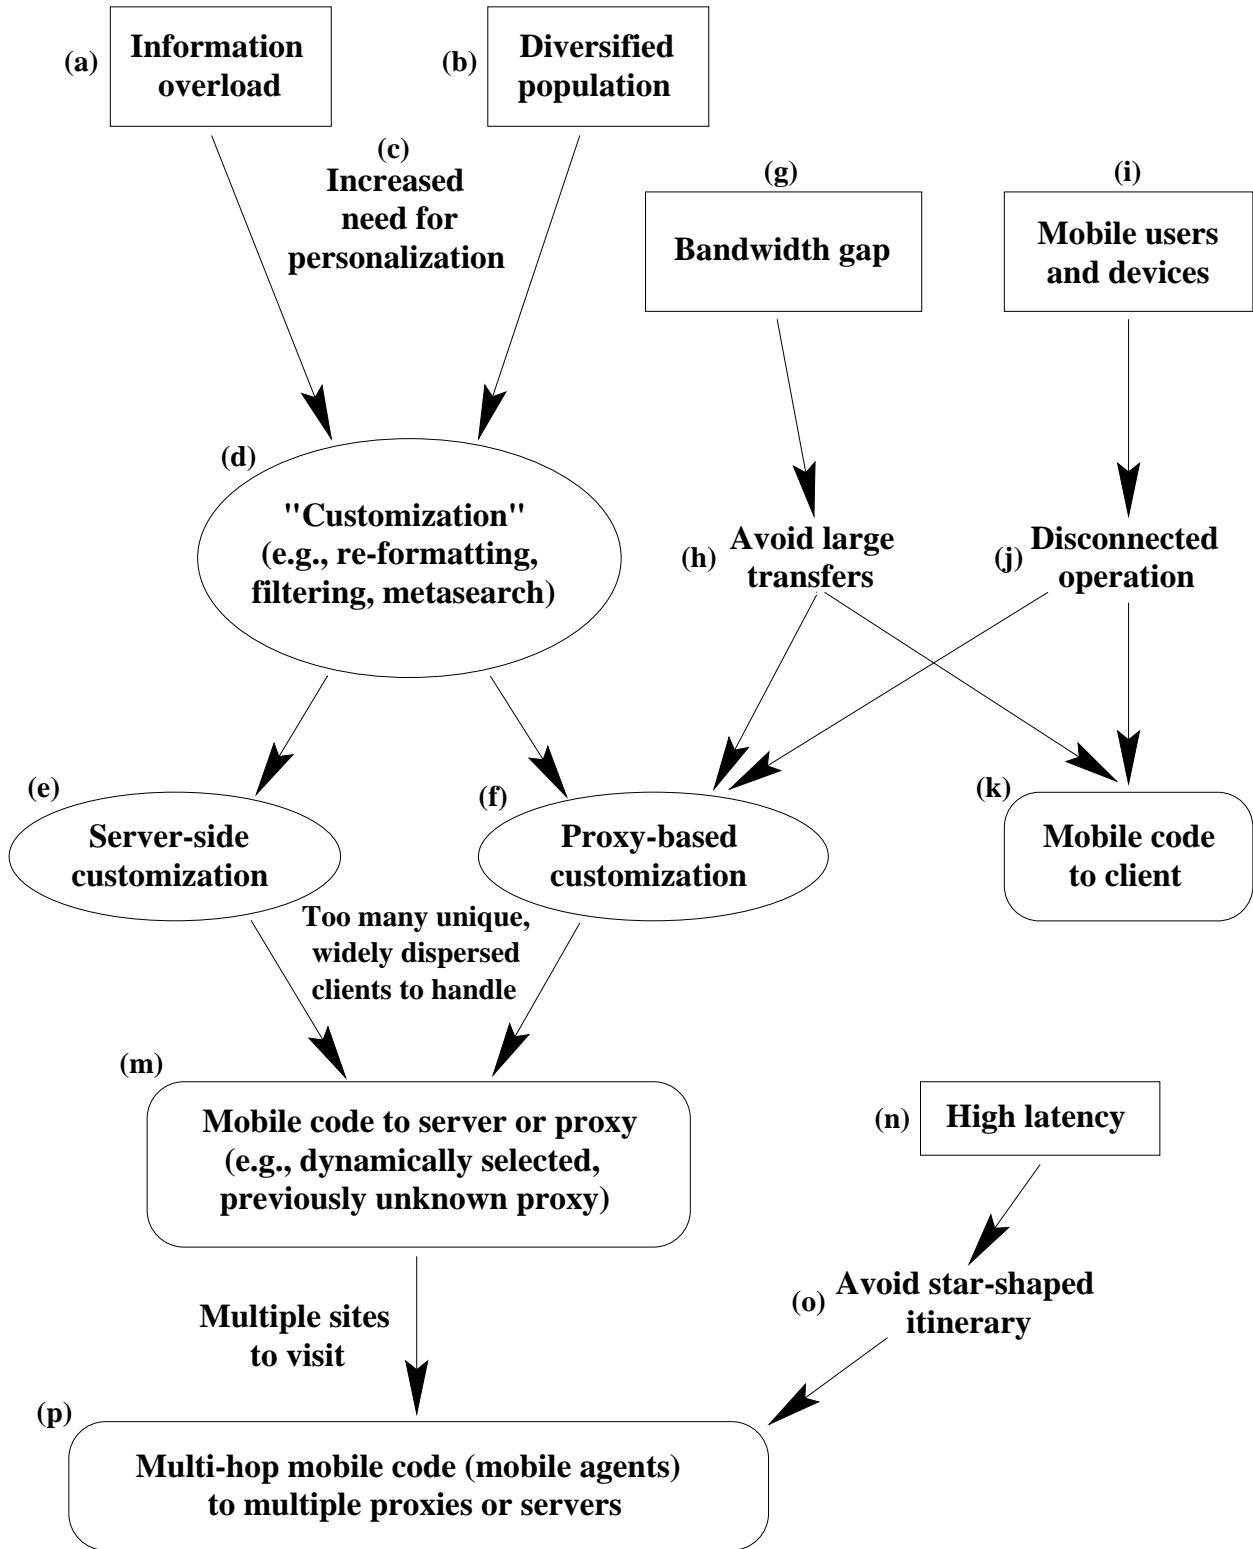 (a)
Information
overload
(b)
Diversified
population
(c)
Increased
need for
personalization
(g)
Bandwidth gap
(i)
Mobile users
and devices
(d)
"Customization"
(e.g., re-formatting,
filtering, metasearch)
(h)
Avoid large
transfers
(j)
Disconnected
operation
(e)
Server-side
customization
(f)
Proxy-based
customization
(k)
Mobile code
to client
Too many unique,
widely dispersed
clients to handle
(m)
Mobile code to server or proxy
(e.g., dynamically selected,
previously unknown proxy)
(n)
High latency
Multiple sites
to visit
(o)
Avoid star-shaped
itinerary
(p)
Multi-hop mobile code (mobile agents)
to multiple proxies or servers